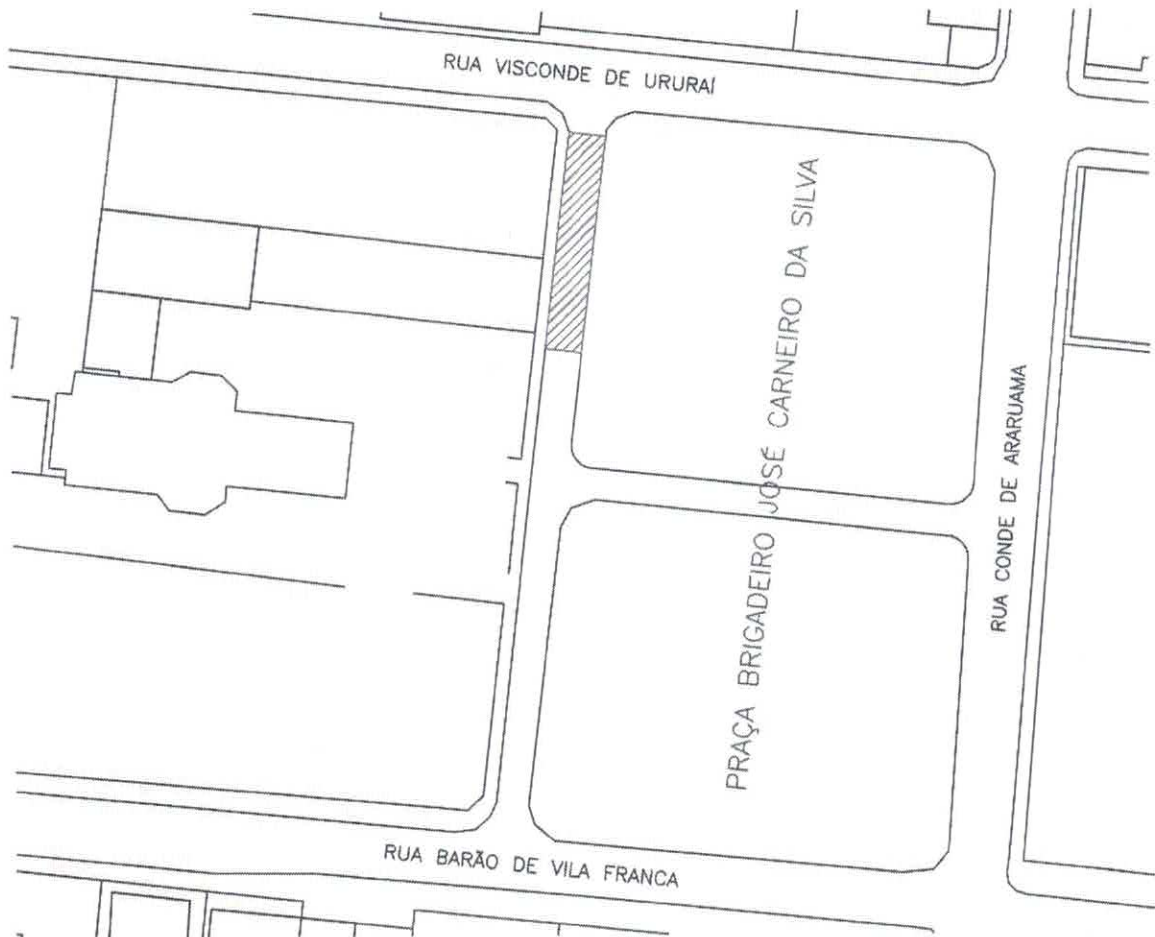 RUA VISCONDE DE URURAÍ
PRAÇA BRIGADEIRO JOSÉ CARNEIRO DA SILVA
RUA CONDE DE ARARUAMA
RUA BARÃO DE VILA FRANCA